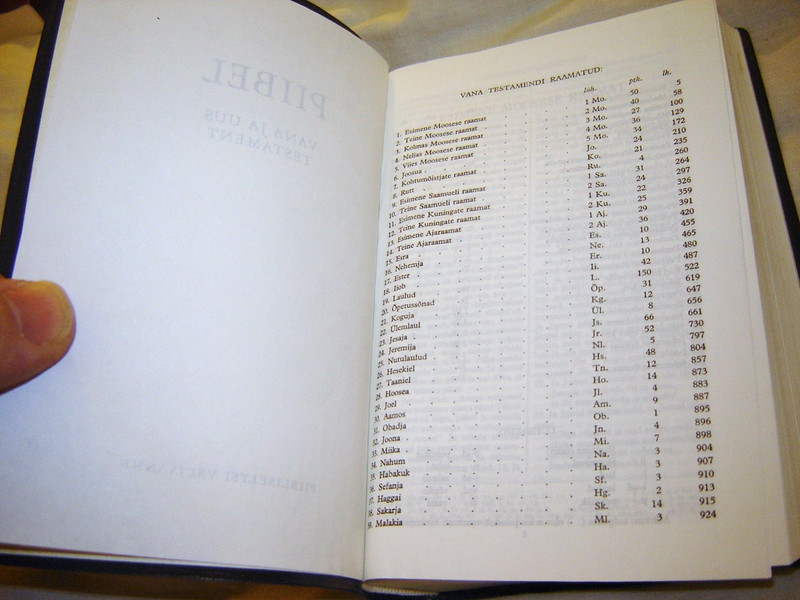 PIIBEL
VANA JA UUS
TESTAMENT
VANA TESTAMENDI RAAMATUD:
lüh. ptk. lk.
1. Esimene Moosese raamat 1 Mo. 50 5
2. Teine Moosese raamat 2 Mo. 40 58
3. Kolmas Moosese raamat 3 Mo. 27 100
4. Neljas Moosese raamat 4 Mo. 36 129
5. Viies Moosese raamat 5 Mo. 34 172
6. Joosua Jo. 24 210
7. Kohtumõistjate raamat Ko. 21 235
8. Rutt Ru. 4 260
9. Esimene Saamueli raamat 1 Sa. 31 264
10. Teine Saamueli raamat 2 Sa. 24 297
11. Esimene Kuningate raamat 1 Ku. 22 326
12. Teine Kuningate raamat 2 Ku. 25 359
13. Esimene Ajaraamat 1 Aj. 29 391
14. Teine Ajaraamat 2 Aj. 36 420
15. Esra Es. 10 455
16. Nehemja Ne. 13 465
17. Ester Er. 10 480
18. Iiob Ii. 42 487
19. Laulud L. 150 522
20. Õpetussõnad Õp. 31 619
21. Koguja Kg. 12 647
22. Ülemlaul Ül. 8 656
23. Jesaja Js. 66 661
24. Jeremija Jr. 52 730
25. Nutulaulud Nl. 5 797
26. Hesekiel Hs. 48 804
27. Taaniel Tn. 12 857
28. Hoosea Ho. 14 873
29. Joel Jl. 4 883
30. Aamos Am. 9 887
31. Obadja Ob. 1 895
32. Joona Jn. 4 896
33. Miika Mi. 7 898
34. Nahum Na. 3 904
35. Habakuk Ha. 3 907
36. Sefanja Sf. 3 910
37. Haggai Hg. 2 913
38. Sakarja Sk. 14 915
39. Malakia Ml. 3 924